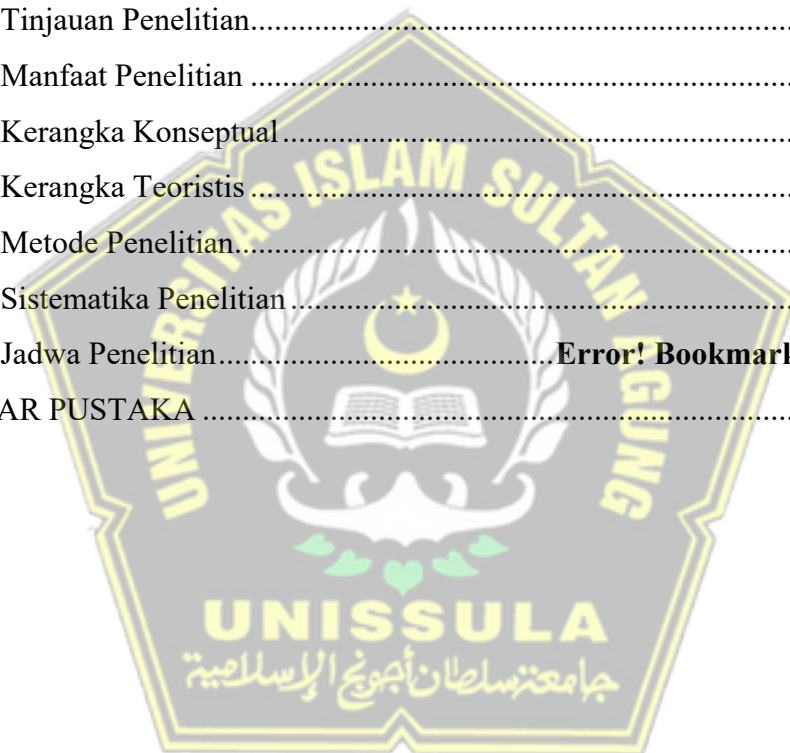 Tinjauan Penelitian
Manfaat Penelitian
Kerangka Konseptual
Kerangka Teoristis
Metode Penelitian
Sistematika Penelitian
Jadwa Penelitian Error! Bookmark
AR PUSTAKA
UNIVERSITAS ISLAM SULTAN AGUNG
UNISSULA
جامعة سلطان أجونج الإسلامية